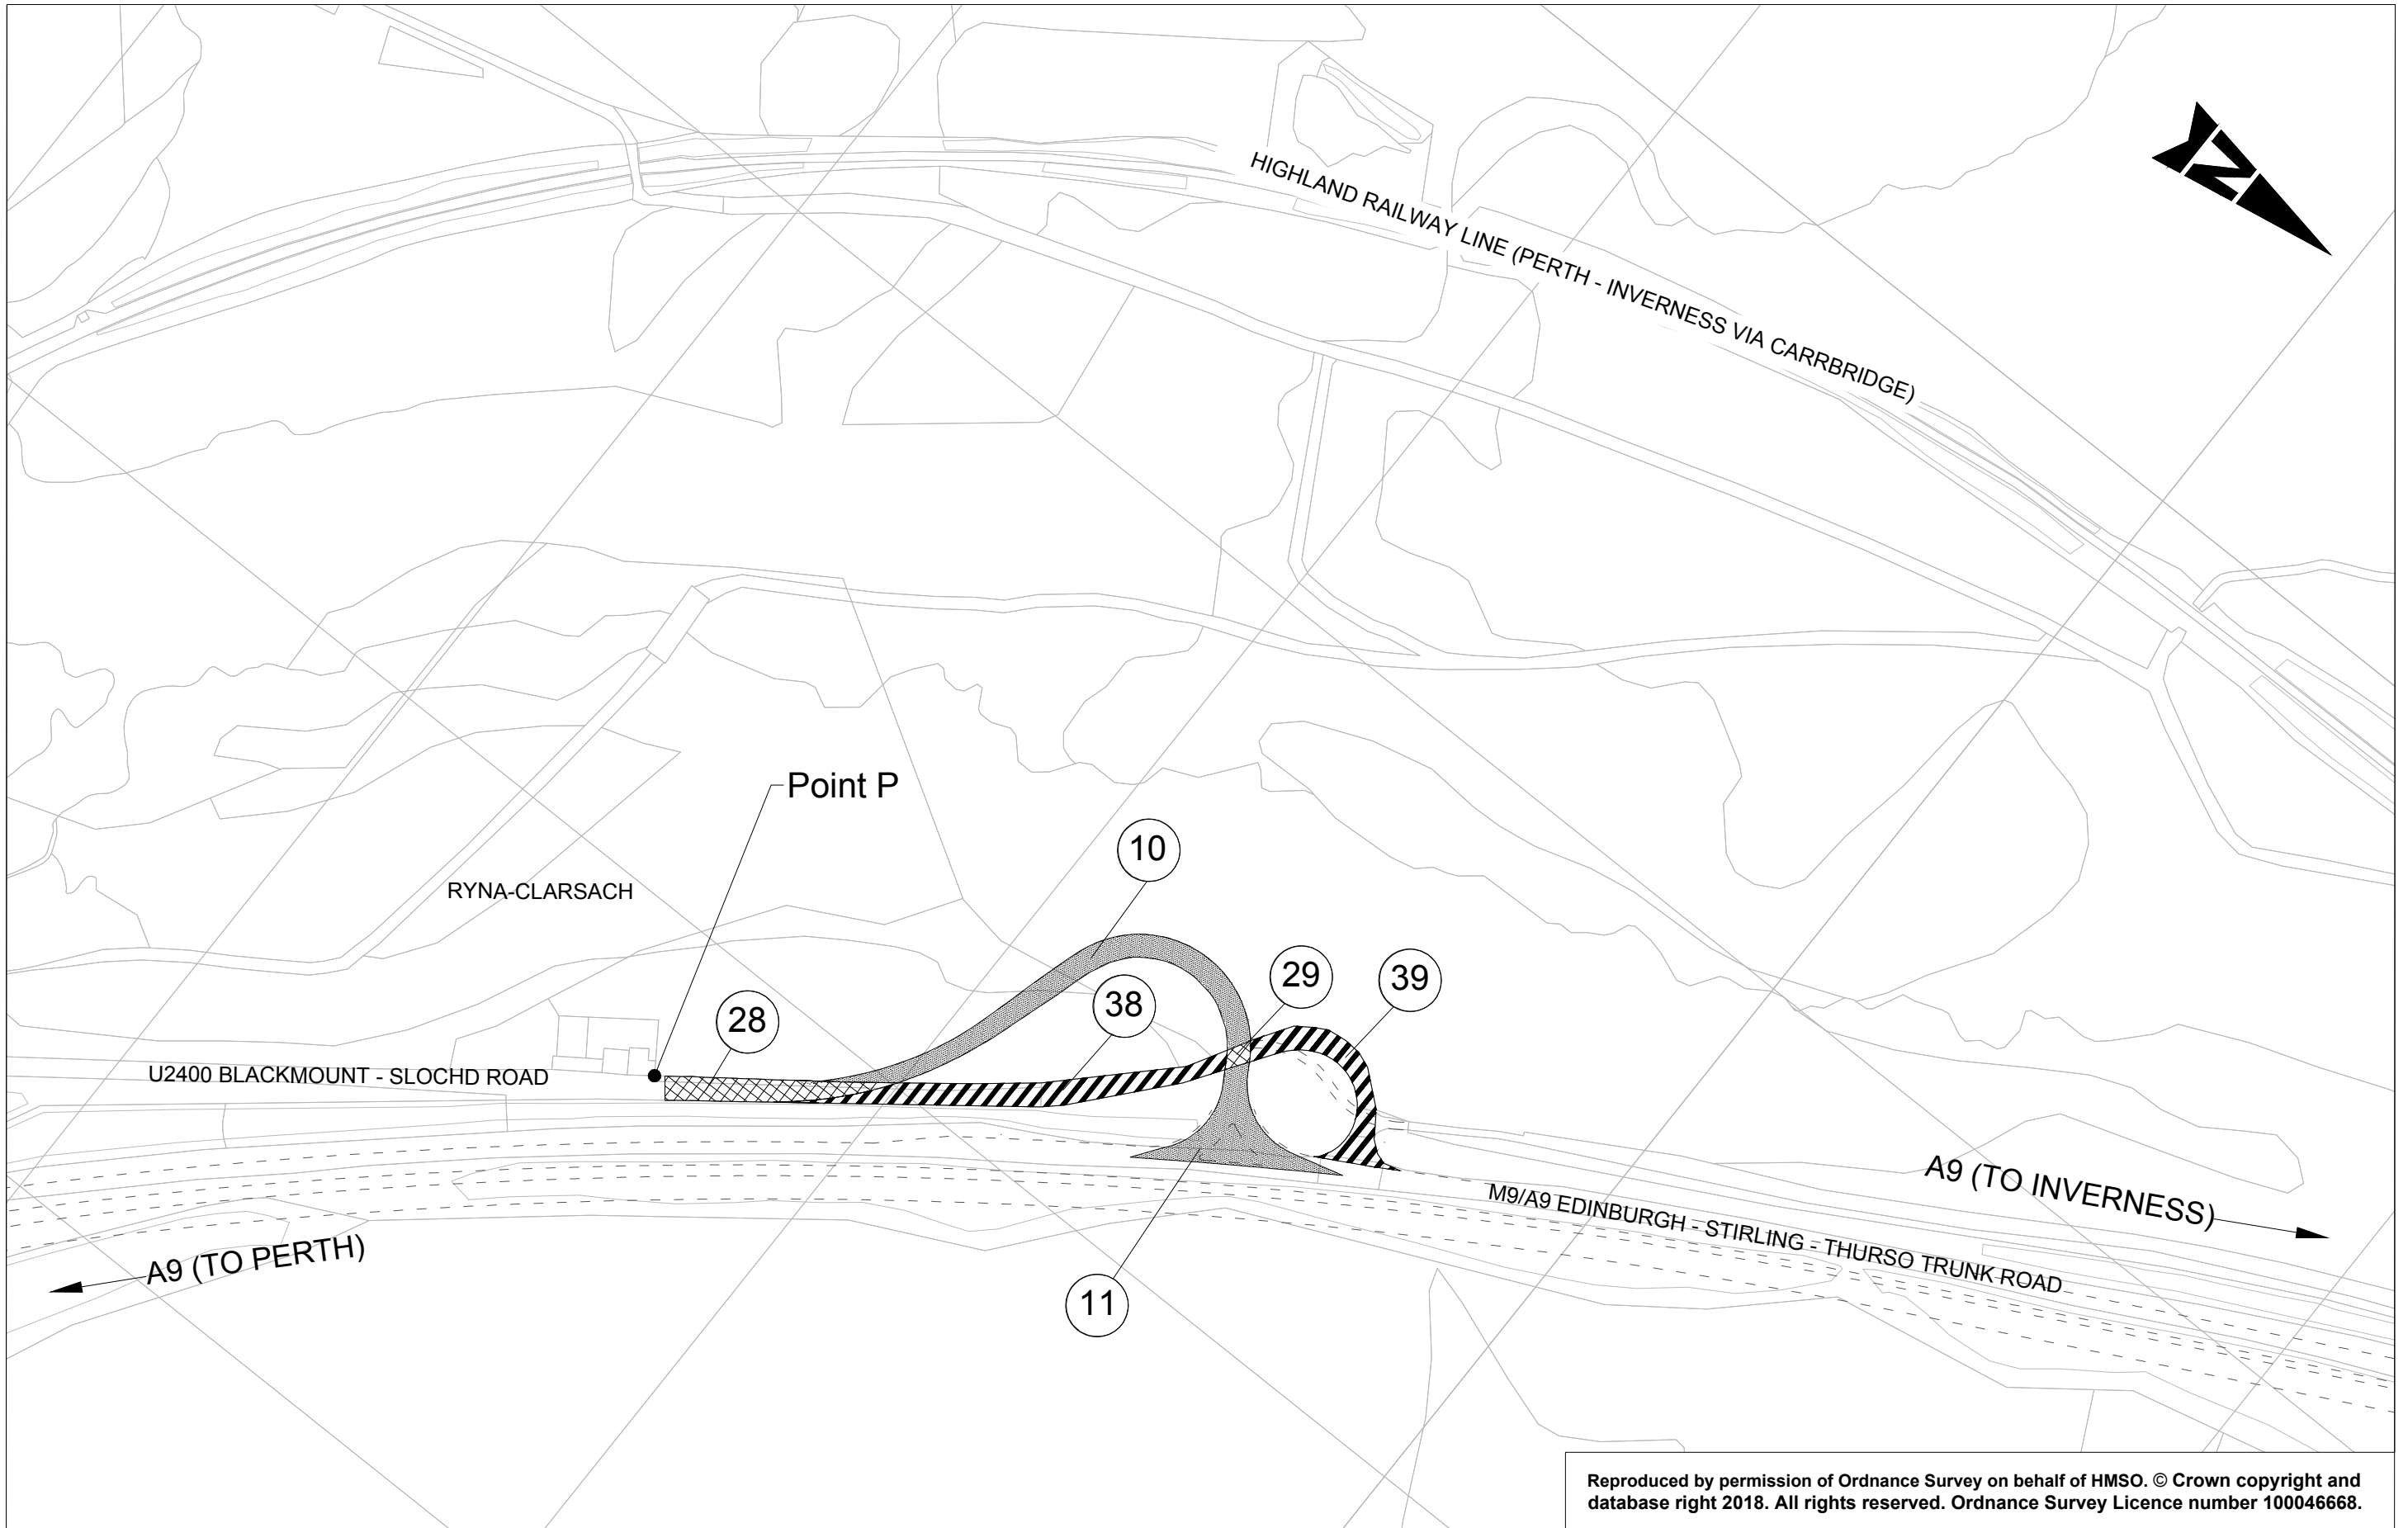 N
HIGHLAND RAILWAY LINE (PERTH - INVERNESS VIA CARRBRIDGE)
Point P
10
RYNA-CLARSACH
29
39
38
28
U2400 BLACKMOUNT - SLOCHD ROAD
A9 (TO INVERNESS)
M9/A9 EDINBURGH - STIRLING - THURSO TRUNK ROAD
A9 (TO PERTH)
11
Reproduced by permission of Ordnance Survey on behalf of HMSO. © Crown copyright and
database right 2018. All rights reserved. Ordnance Survey Licence number 100046668.